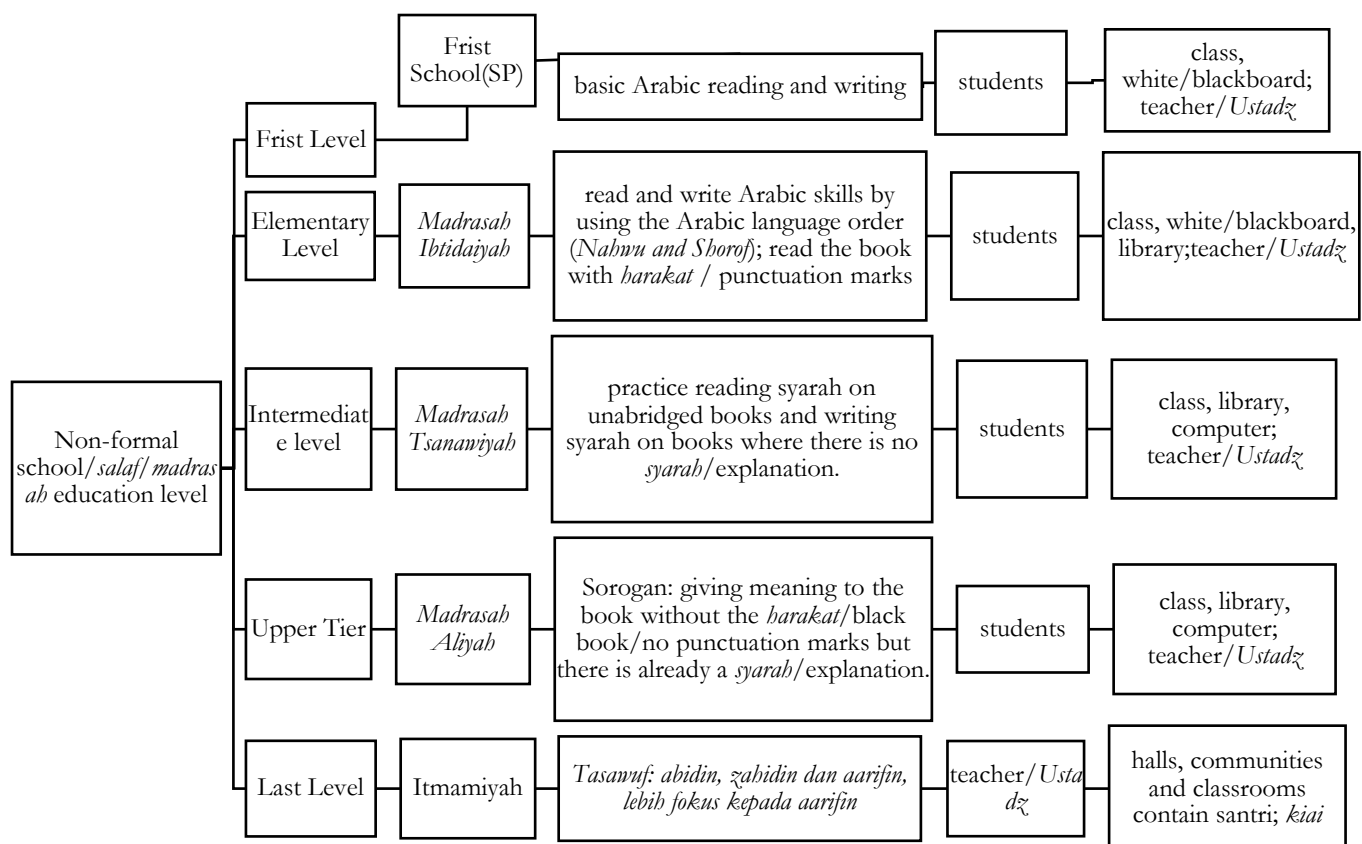 Frist
School(SP)
basic Arabic reading and writing
students
class,
white/blackboard;
teacher/Ustadz
Frist Level
Elementary
Level
Madrasah
Ibtidaiyah
read and write Arabic skills by
using the Arabic language order
(Nahwu and Shorof); read the book
with harakat / punctuation marks
students
class, white/blackboard,
library;teacher/Ustadz
Non-formal
school/salaf/madras
ah education level
Intermediat
e level
Madrasah
Tsanawiyah
practice reading syarah on
unabridged books and writing
syarah on books where there is no
syarah/explanation.
students
class, library,
computer;
teacher/Ustadz
Upper Tier
Madrasah
Aliyah
Sorogan: giving meaning to the
book without the harakat/black
book/no punctuation marks but
there is already a syarah/explanation.
students
class, library,
computer;
teacher/Ustadz
Last Level
Itmamiyah
Tasawuf: abidin, zahidin dan aarifin,
lebih fokus kepada aarifin
teacher/Usta
dz
halls, communities
and classrooms
contain santri; kiai